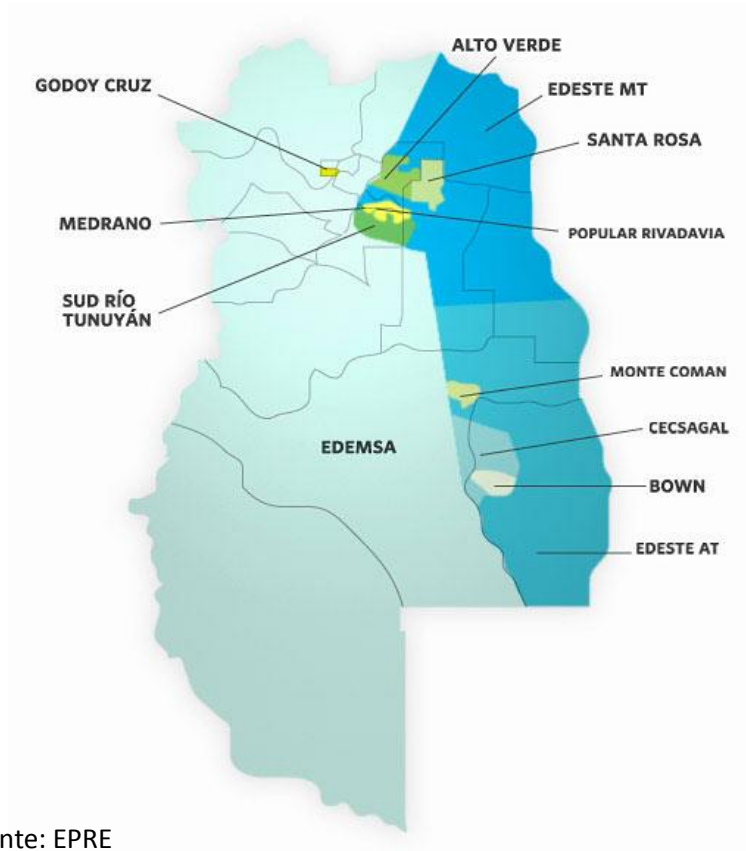 ALTO VERDE
GODOY CRUZ
EDESTE MT
SANTA ROSA
MEDRANO
POPULAR RIVADAVIA
SUD RÍO
TUNUYÁN
MONTE COMAN
CECSAGAL
EDEMSA
BOWN
EDESTE AT
nte: EPRE